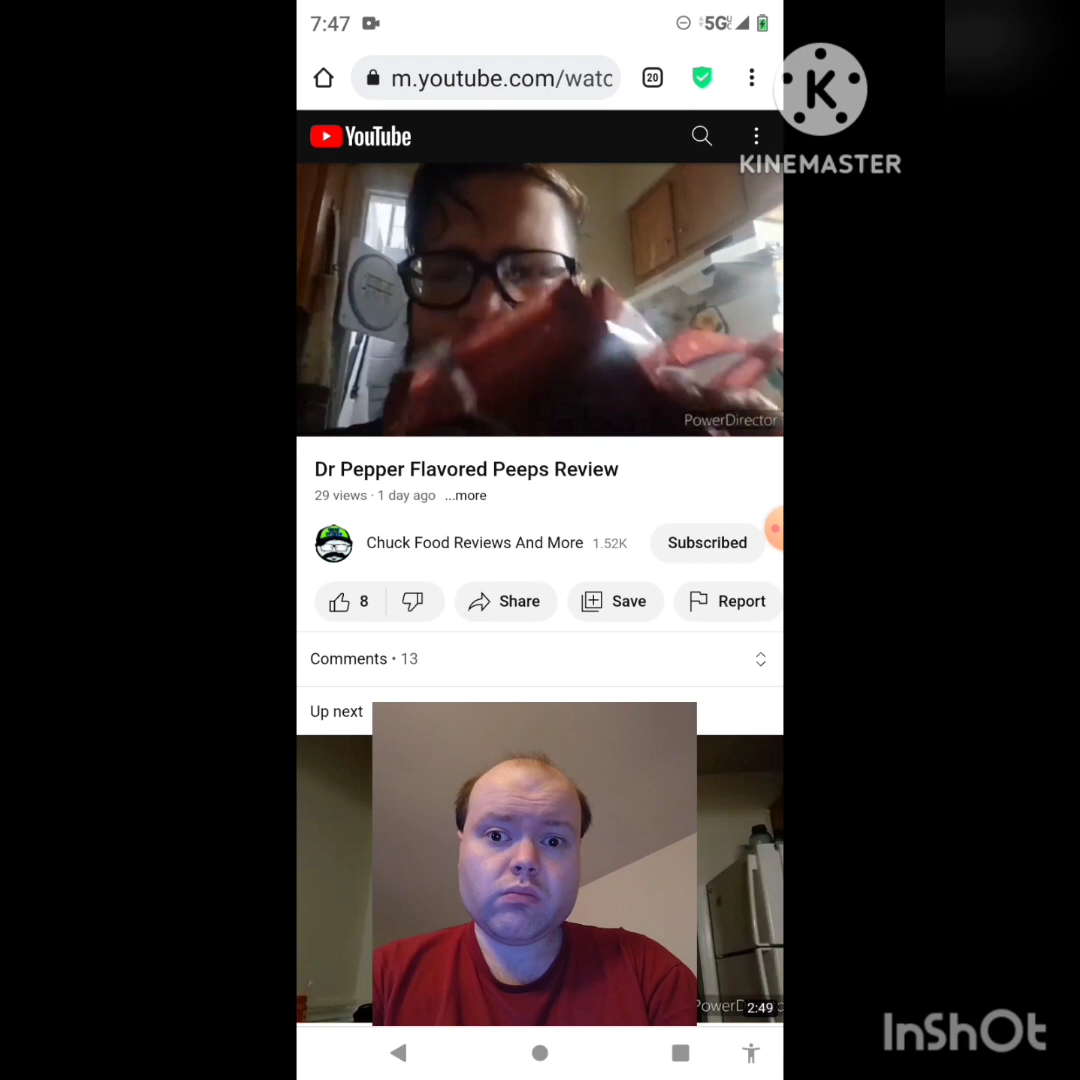 7:47
5G
m.youtube.com/watc
20
K
KINEMASTER
YouTube
PowerDirector
Dr Pepper Flavored Peeps Review
29 views · 1 day ago ...more
Chuck Food Reviews And More 1.52K
Subscribed
8
Share
Save
Report
Comments • 13
Up next
PowerD
2:49
InShOt